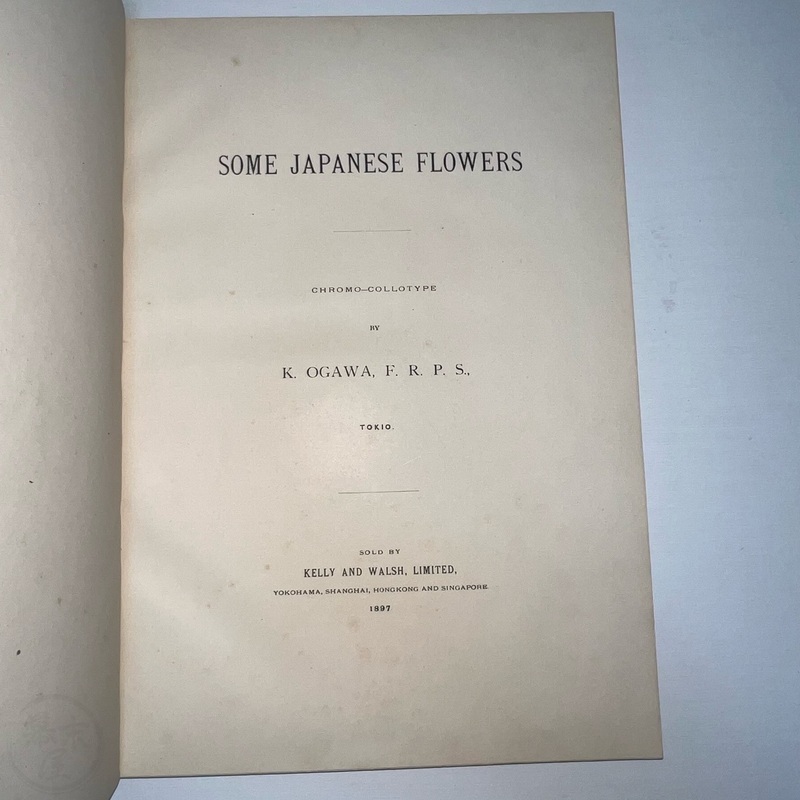 SOME JAPANESE FLOWERS
CHROMO-COLLOTYPE
BY
K. OGAWA, F. R. P. S.,
TOKIO.
SOLD BY
KELLY AND WALSH, LIMITED,
YOKOHAMA, SHANGHAI, HONGKONG AND SINGAPORE.
1897